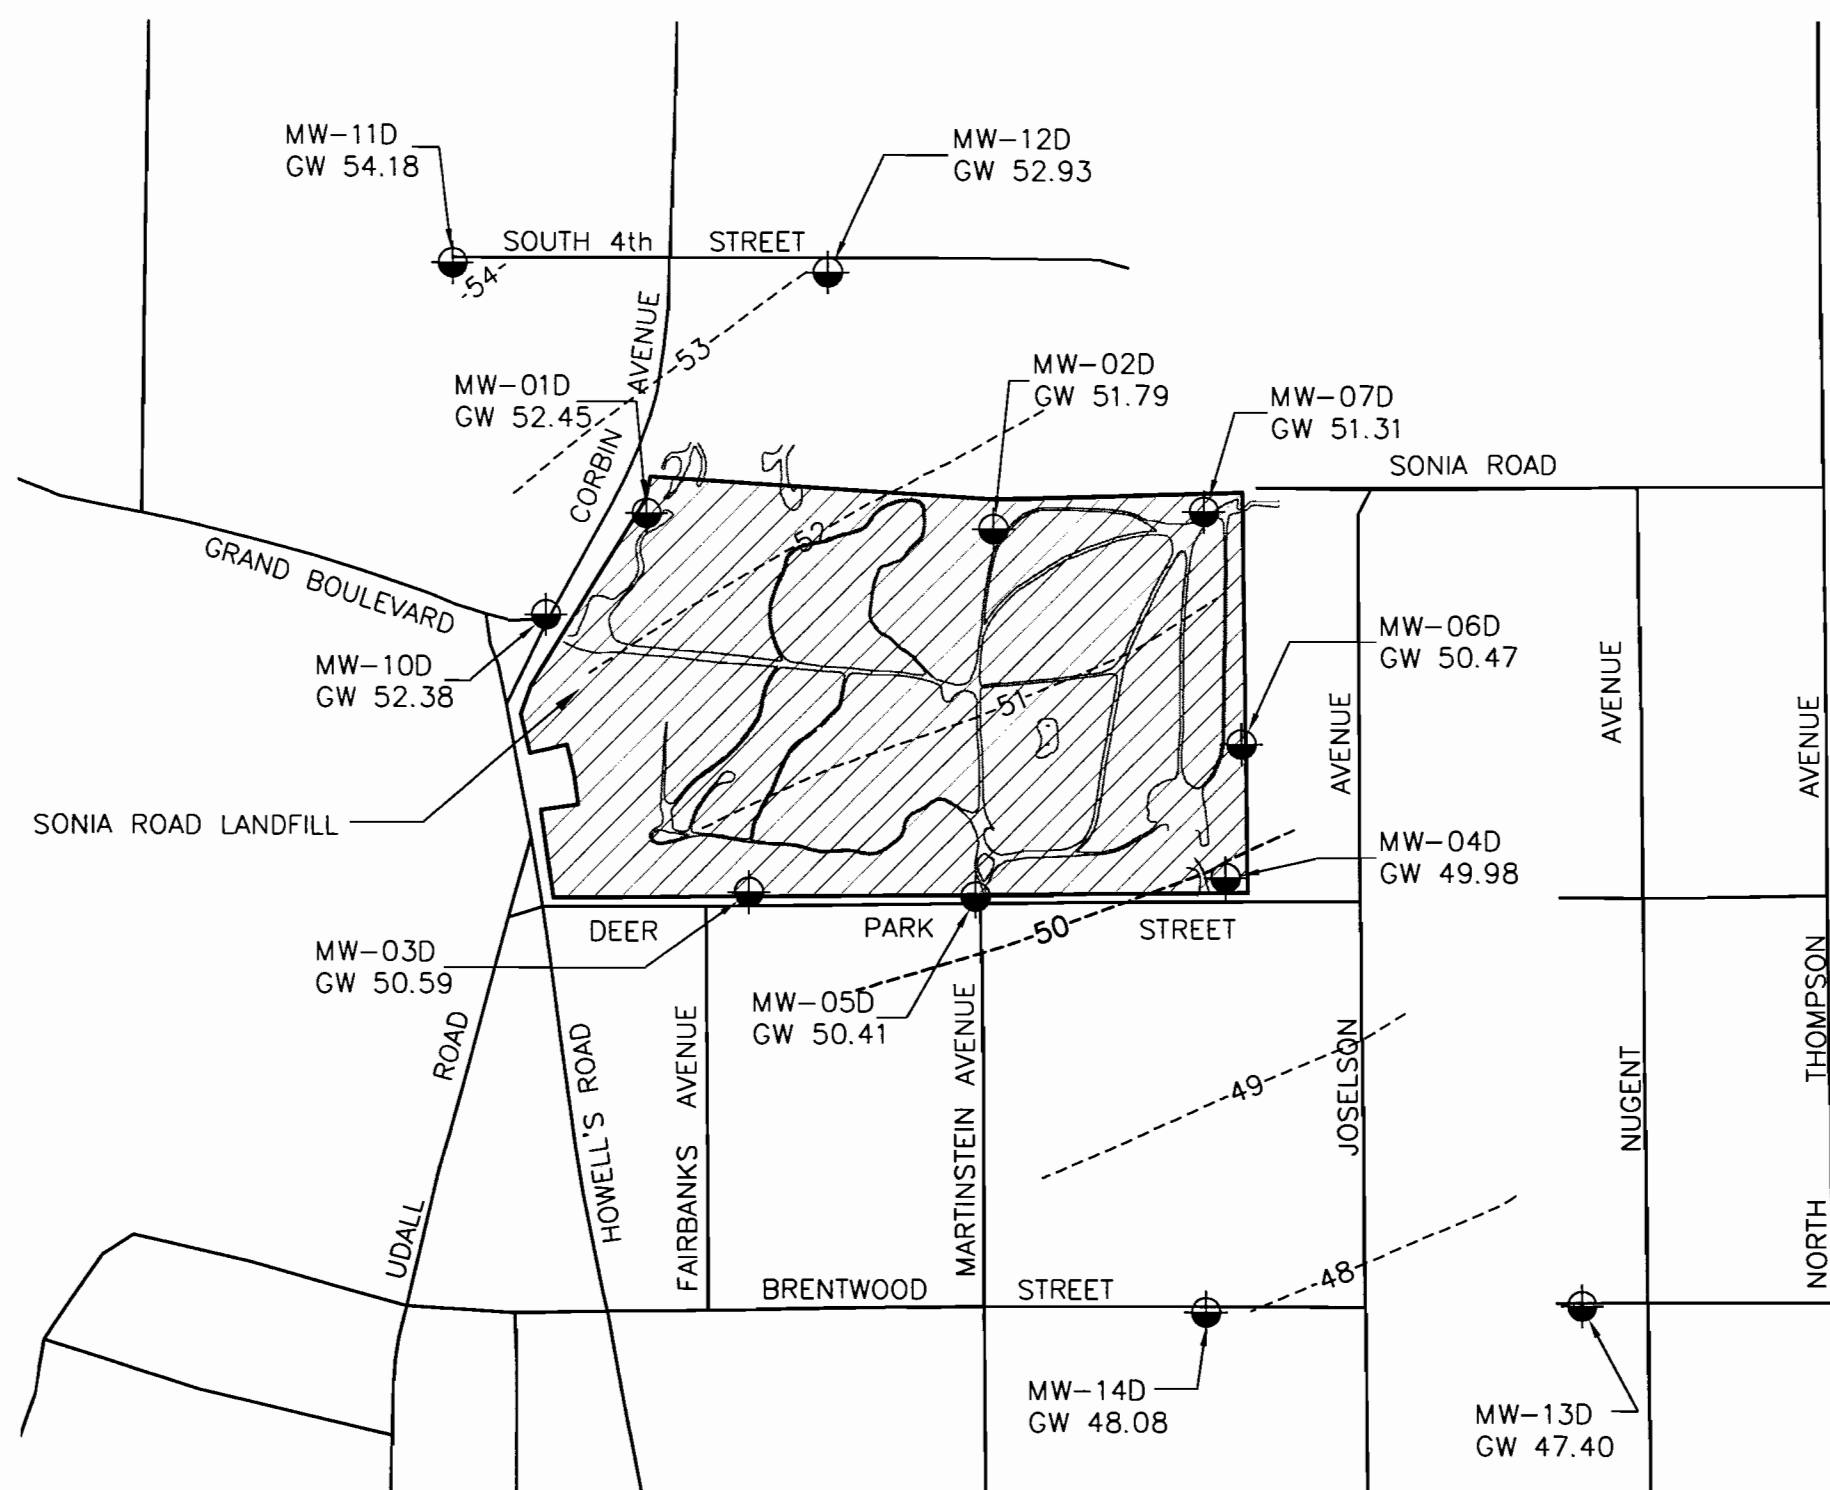 MW-11D
GW 54.18
MW-12D
GW 52.93
SOUTH 4th STREET
-54-
53
MW-01D
GW 52.45
CORBIN AVENUE
MW-02D
GW 51.79
MW-07D
GW 51.31
SONIA ROAD
52
GRAND BOULEVARD
MW-10D
GW 52.38
MW-06D
GW 50.47
51
SONIA ROAD LANDFILL
MW-04D
GW 49.98
DEER PARK STREET
50
MW-03D
GW 50.59
MW-05D
GW 50.41
UDALL ROAD
HOWELL'S ROAD
FAIRBANKS AVENUE
MARTINSTEIN AVENUE
JOSELSON AVENUE
NUGENT AVENUE
NORTH THOMPSON AVENUE
49
48
BRENTWOOD STREET
MW-14D
GW 48.08
MW-13D
GW 47.40